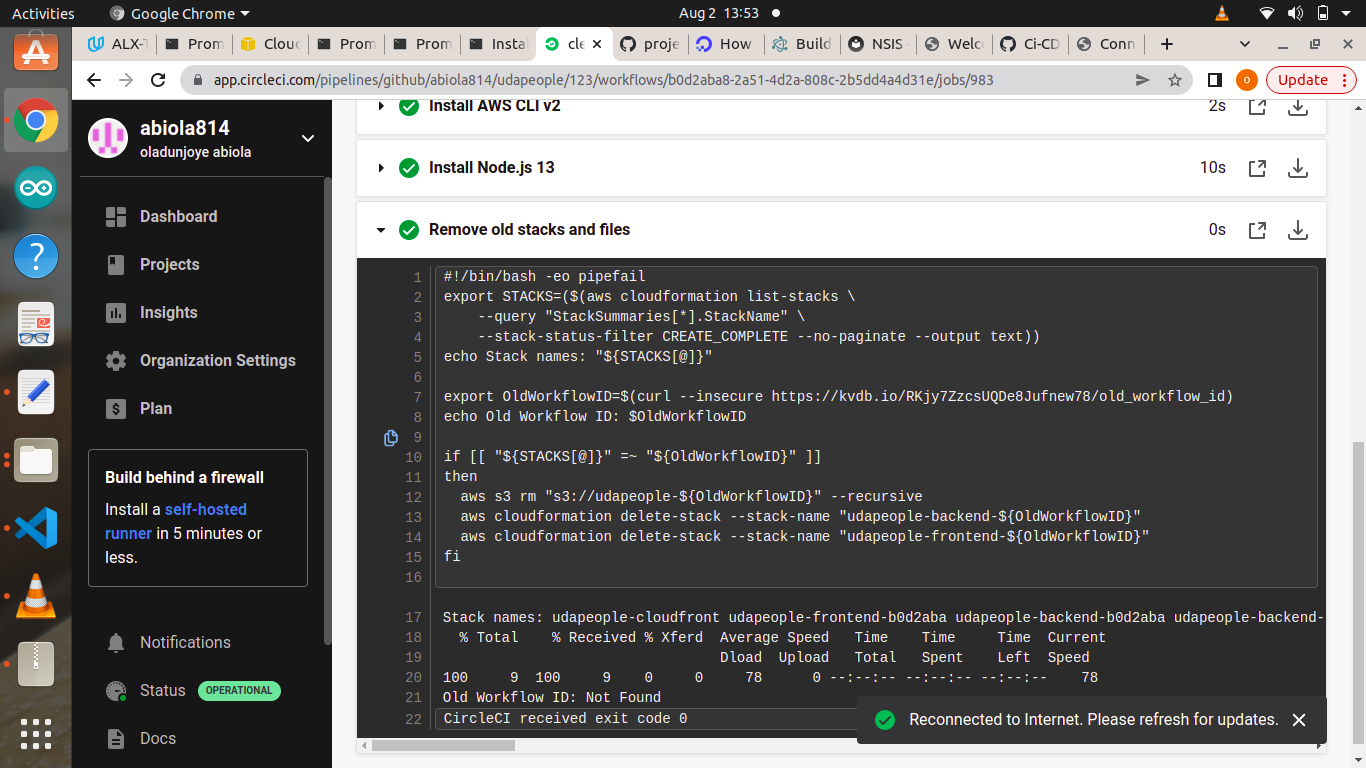 Activities
Google Chrome
Aug 2 13:53
ALX-T
Prom
Clouc
Prom
Prom
Insta
cle
proje
How
Build
NSIS
Welc
Ci-CD
Conn
app.circleci.com/pipelines/github/abiola814/udapeople/123/workflows/b0d2aba8-2a51-4d2a-808c-2b5dd4a4d31e/jobs/983
o
Update
abiola814
oladunjoye abiola
Dashboard
Projects
Insights
Organization Settings
Plan
Build behind a firewall
Install a self-hosted
runner in 5 minutes or
less.
Notifications
Status OPERATIONAL
Docs
Install AWS CLI v2 2s
Install Node.js 13 10s
Remove old stacks and files 0s
1 #!/bin/bash -eo pipefail
2 export STACKS=($(aws cloudformation list-stacks \
3 --query "StackSummaries[*].StackName" \
4 --stack-status-filter CREATE_COMPLETE --no-paginate --output text))
5 echo Stack names: "${STACKS[@]}"
6
7 export OldWorkflowID=$(curl --insecure https://kvdb.io/RKjy7ZzcsUQDe8Jufnew78/old_workflow_id)
8 echo Old Workflow ID: $OldWorkflowID
9
10 if [[ "${STACKS[@]}" =~ "${OldWorkflowID}" ]]
11 then
12 aws s3 rm "s3://udapeople-${OldWorkflowID}" --recursive
13 aws cloudformation delete-stack --stack-name "udapeople-backend-${OldWorkflowID}"
14 aws cloudformation delete-stack --stack-name "udapeople-frontend-${OldWorkflowID}"
15 fi
16
17 Stack names: udapeople-cloudfront udapeople-frontend-b0d2aba udapeople-backend-b0d2aba udapeople-backend-
18 % Total % Received % Xferd Average Speed Time Time Time Current
19 Dload Upload Total Spent Left Speed
20 100 9 100 9 0 0 78 0 --:--:-- --:--:-- --:--:-- 78
21 Old Workflow ID: Not Found
22 CircleCI received exit code 0
Reconnected to Internet. Please refresh for updates.